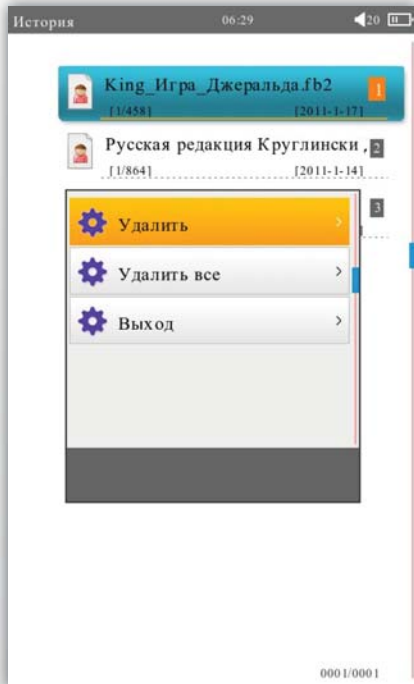 История 06:29 20
King_Игра_Джеральда.fb2 1
[1/458] [2011-1-17]
Русская редакция Круглински , 2
[1/864] [2011-1-14]
3
Удалить
Удалить все
Выход
0001/0001